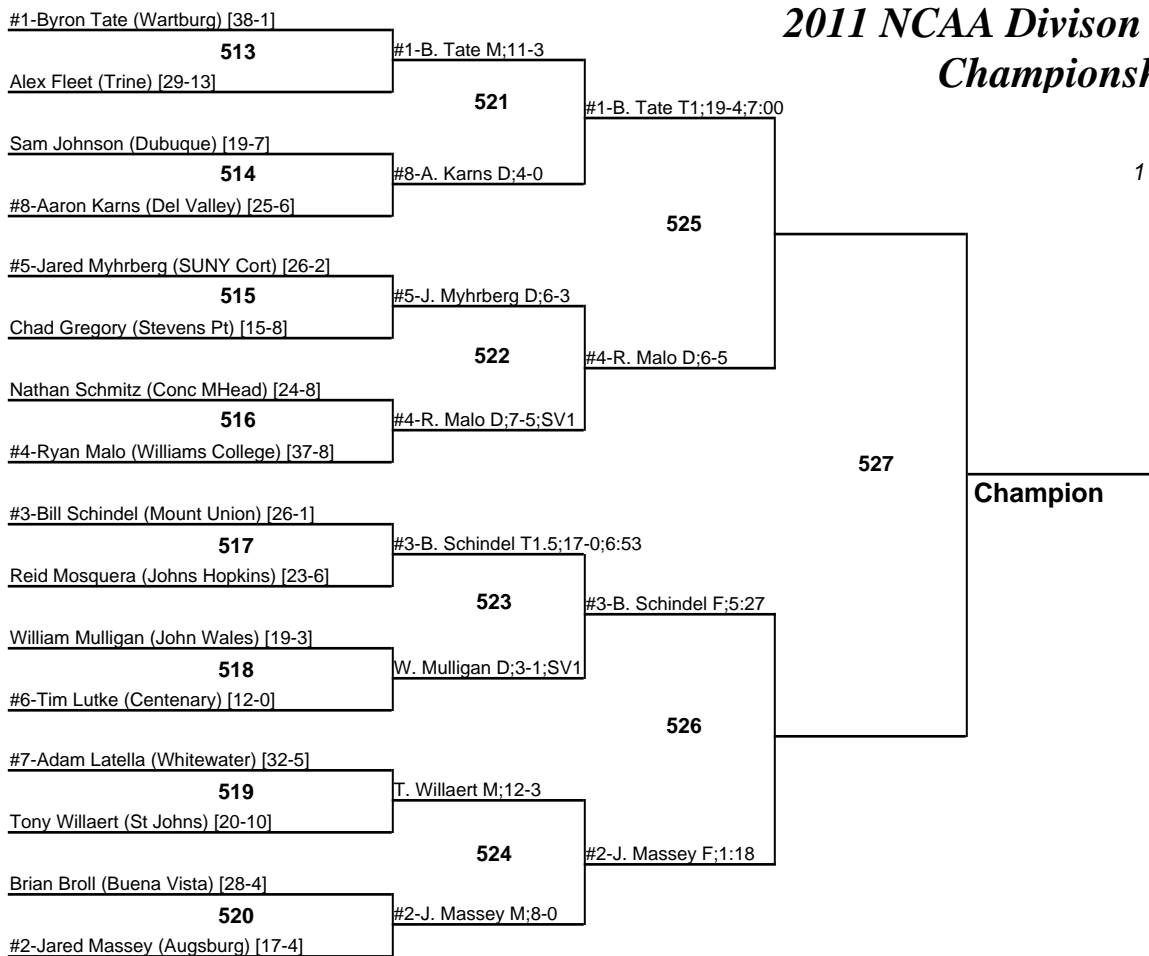 2011 NCAA Divison
Championsh
1
#1-Byron Tate (Wartburg) [38-1]
513
Alex Fleet (Trine) [29-13]
Sam Johnson (Dubuque) [19-7]
514
#8-Aaron Karns (Del Valley) [25-6]
#5-Jared Myhrberg (SUNY Cort) [26-2]
515
Chad Gregory (Stevens Pt) [15-8]
Nathan Schmitz (Conc MHead) [24-8]
516
#4-Ryan Malo (Williams College) [37-8]
#3-Bill Schindel (Mount Union) [26-1]
517
Reid Mosquera (Johns Hopkins) [23-6]
William Mulligan (John Wales) [19-3]
518
#6-Tim Lutke (Centenary) [12-0]
#7-Adam Latella (Whitewater) [32-5]
519
Tony Willaert (St Johns) [20-10]
Brian Broll (Buena Vista) [28-4]
520
#2-Jared Massey (Augsburg) [17-4]
#1-B. Tate M;11-3
521
#8-A. Karns D;4-0
#5-J. Myhrberg D;6-3
522
#4-R. Malo D;7-5;SV1
#3-B. Schindel T1.5;17-0;6:53
523
W. Mulligan D;3-1;SV1
T. Willaert M;12-3
524
#2-J. Massey M;8-0
#1-B. Tate T1;19-4;7:00
525
#4-R. Malo D;6-5
#3-B. Schindel F;5:27
526
#2-J. Massey F;1:18
527
Champion